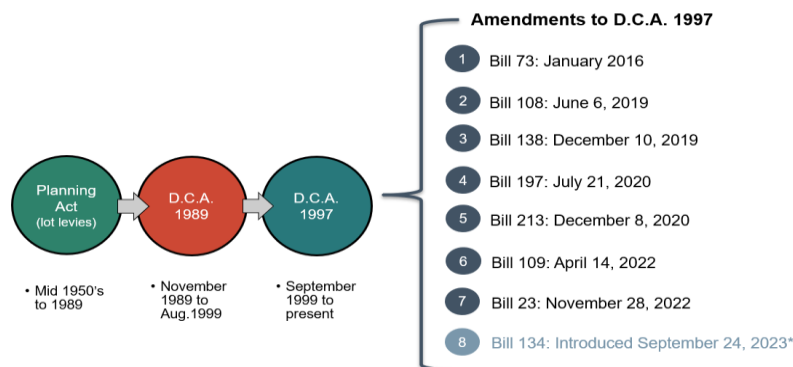 Planning
Act
(lot levies)
D.C.A.
1989
D.C.A.
1997
• Mid 1950's
to 1989
• November
1989 to
Aug.1999
• September
1999 to
present
Amendments to D.C.A. 1997
1 Bill 73: January 2016
2 Bill 108: June 6, 2019
3 Bill 138: December 10, 2019
4 Bill 197: July 21, 2020
5 Bill 213: December 8, 2020
6 Bill 109: April 14, 2022
7 Bill 23: November 28, 2022
8 Bill 134: Introduced September 24, 2023*